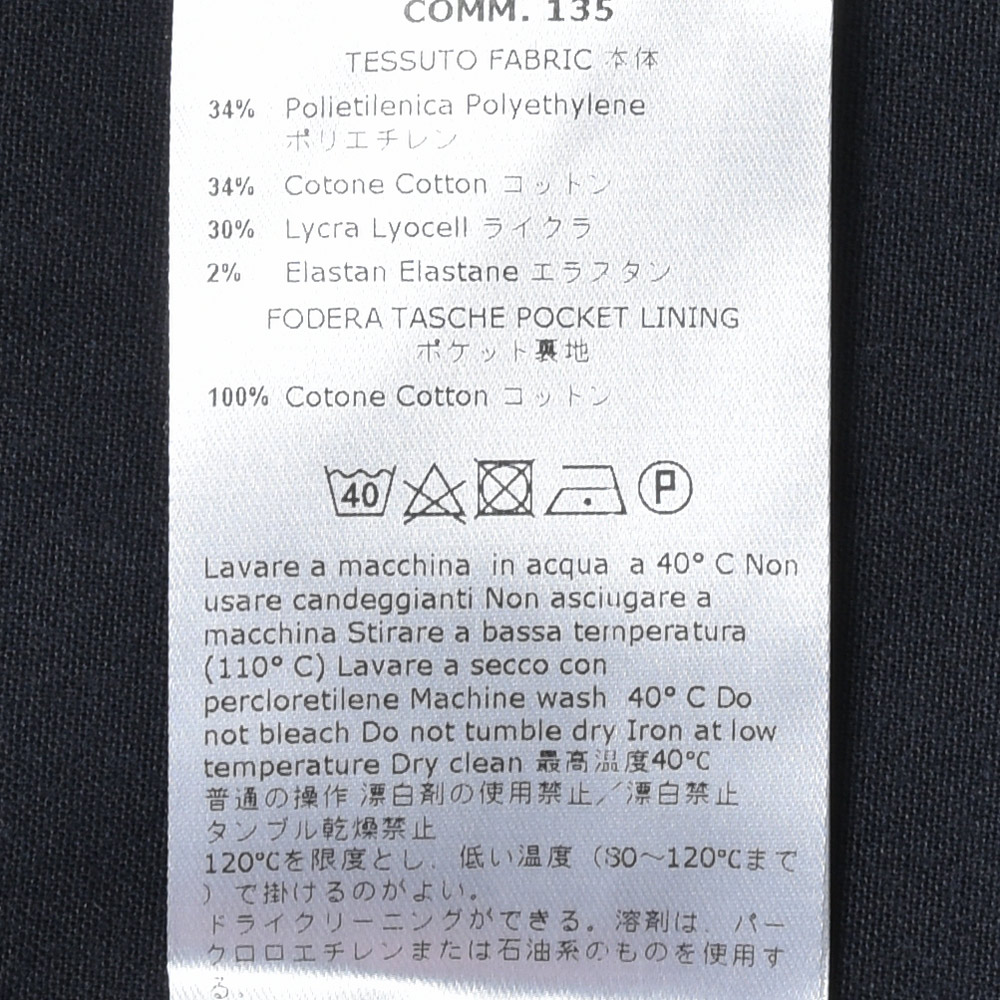 COMM. 135
TESSUTO FABRIC 本体
34% Polietilenica Polyethylene
ポリエチレン
34% Cotone Cotton コットン
30% Lycra Lyocell ライクラ
2% Elastan Elastane エラスタン
FODERA TASCHE POCKET LINING
ポケット裏地
100% Cotone Cotton コットン
40 P
Lavare a macchina in acqua a 40° C Non
usare candeggianti Non asciugare a
macchina Stirare a bassa temperatura
(110° C) Lavare a secco con
percloretilene Machine wash 40° C Do
not bleach Do not tumble dry Iron at low
temperature Dry clean 最高温度40℃
普通の操作 漂白剤の使用禁止／漂白禁止
タンブル乾燥禁止
120℃を限度とし、低い温度（80～120℃まで
）で掛けるのがよい。
ドライクリーニングができる。溶剤は、パー
クロロエチレンまたは石油系のものを使用す
る。